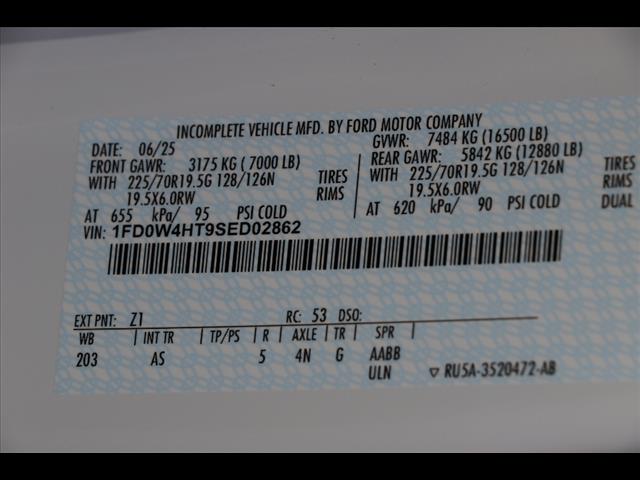 INCOMPLETE VEHICLE MFD. BY FORD MOTOR COMPANY
DATE: 06/25 GVWR: 7484 KG (16500 LB)
FRONT GAWR: 3175 KG ( 7000 LB) REAR GAWR: 5842 KG (12880 LB)
WITH 225/70R19.5G 128/126N TIRES WITH 225/70R19.5G 128/126N TIRES
19.5X6.0RW RIMS 19.5X6.0RW RIMS
AT 655 kPa/ 95 PSI COLD AT 620 kPa/ 90 PSI COLD DUAL
VIN: 1FD0W4HT9SED02862
EXT PNT: Z1 RC: 53 DSO:
WB INT TR TP/PS R AXLE TR SPR
203 AS 5 4N G AABB
ULN ▽ RU5A-3520472-AB